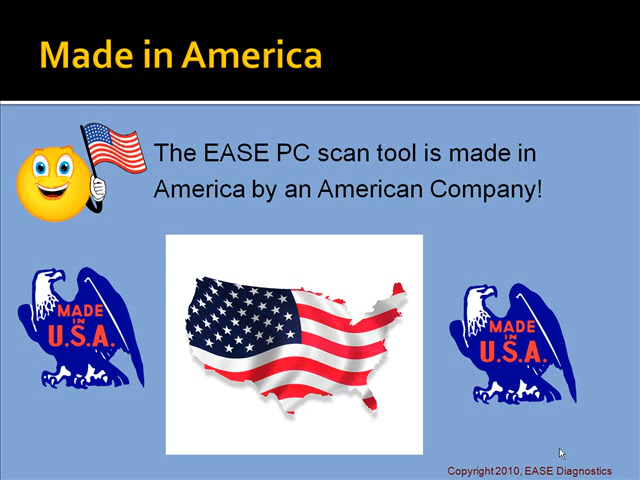 Made in America
The EASE PC scan tool is made in
America by an American Company!
MADE
IN
U.S.A.
MADE
IN
U.S.A.
Copyright 2010, EASE Diagnostics